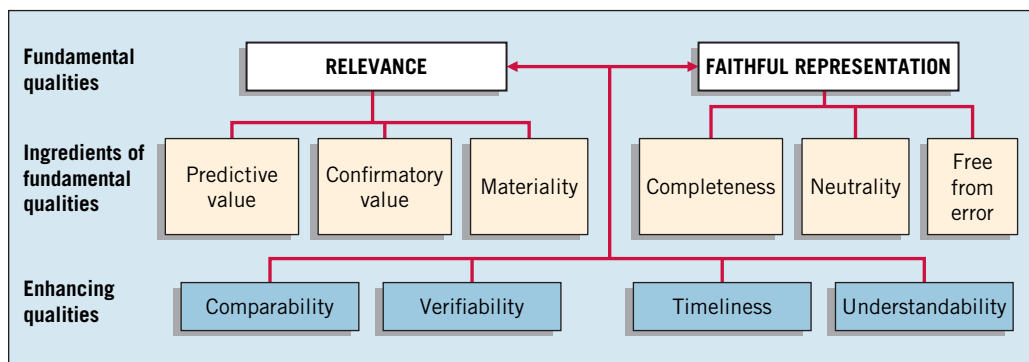 Fundamental
qualities
RELEVANCE
FAITHFUL REPRESENTATION
Ingredients of
fundamental
qualities
Predictive
value
Confirmatory
value
Materiality
Completeness
Neutrality
Free
from
error
Enhancing
qualities
Comparability
Verifiability
Timeliness
Understandability